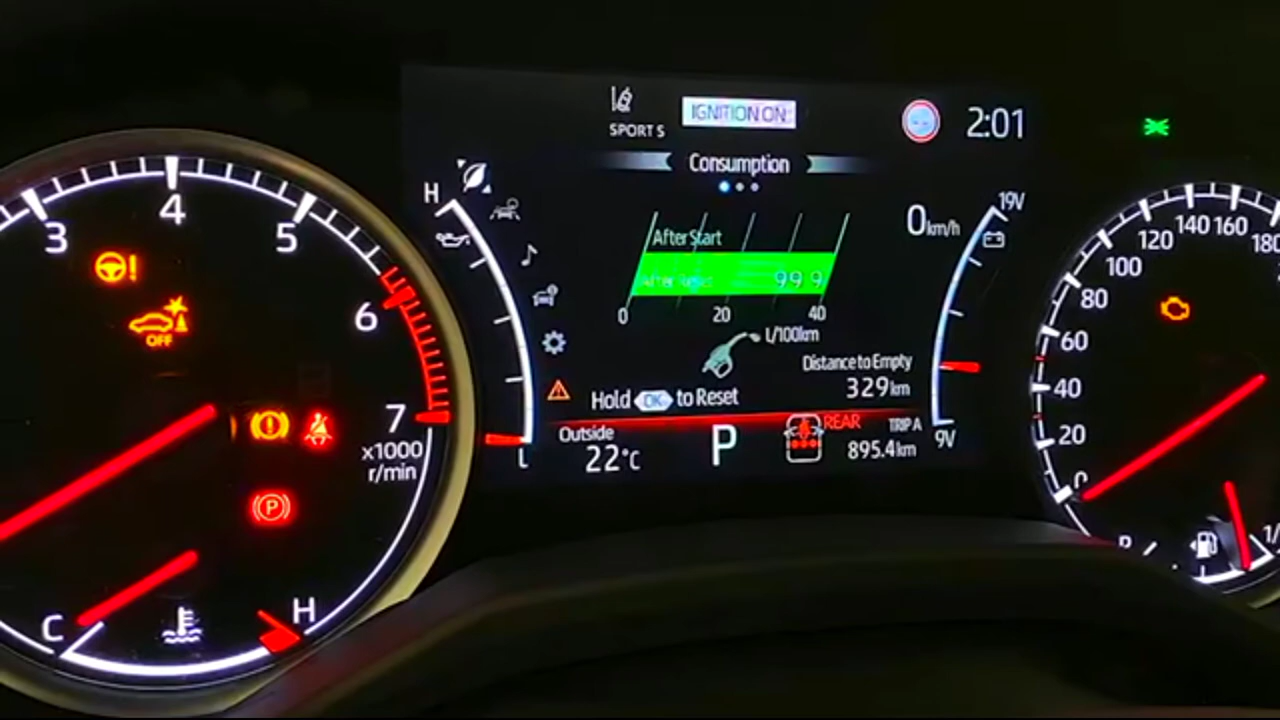 3
4
5
6
7
x1000
r/min
OFF
C
H
SPORT S
IGNITION ON
2:01
Consumption
H
L
After Start
99.9
0
20
40
L/100km
0km/h
19V
9V
Distance to Empty
329km
Hold OK to Reset
Outside
22°C
P
REAR
TRIP A
895.4km
0
20
40
60
80
100
120
140
160
180
P